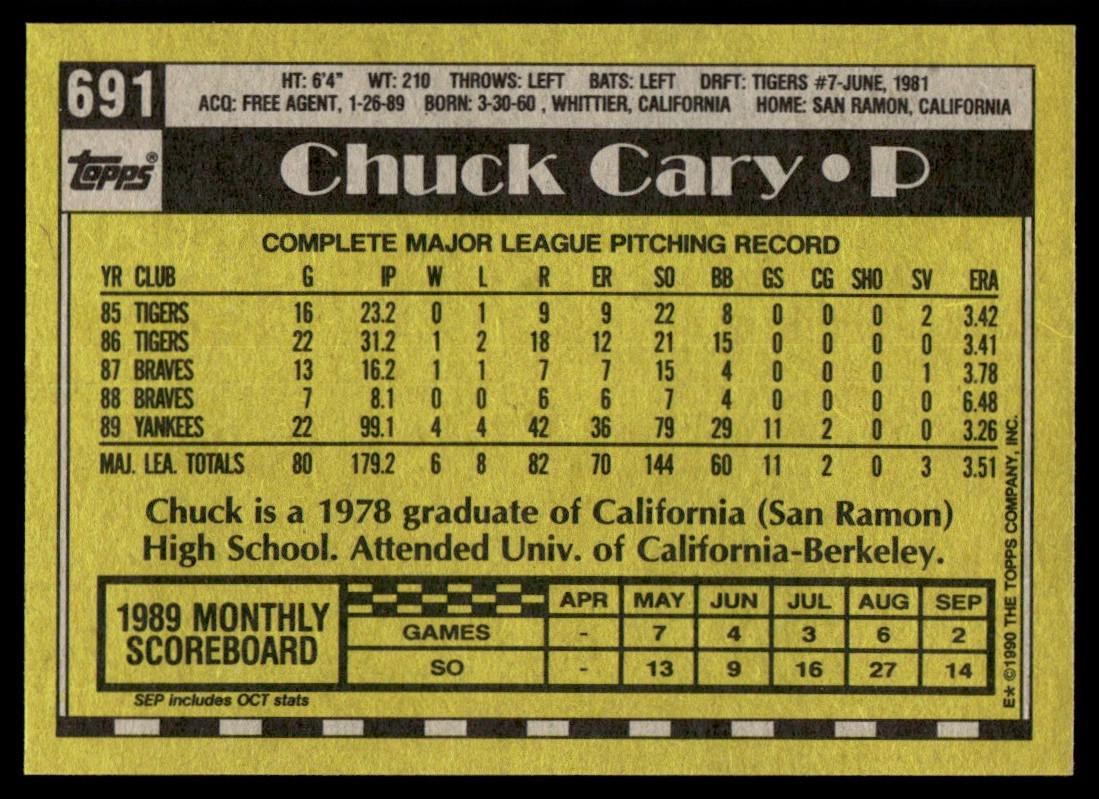 691
HT: 6'4" WT: 210 THROWS: LEFT BATS: LEFT DRFT: TIGERS #7-JUNE, 1981
ACQ: FREE AGENT, 1-26-89 BORN: 3-30-60 , WHITTIER, CALIFORNIA HOME: SAN RAMON, CALIFORNIA
topps®
Chuck Cary • P
COMPLETE MAJOR LEAGUE PITCHING RECORD
YR CLUB G IP W L R ER SO BB GS CG SHO SV ERA
85 TIGERS 16 23.2 0 1 9 9 22 8 0 0 0 2 3.42
86 TIGERS 22 31.2 1 2 18 12 21 15 0 0 0 0 3.41
87 BRAVES 13 16.2 1 1 7 7 15 4 0 0 0 1 3.78
88 BRAVES 7 8.1 0 0 6 6 7 4 0 0 0 0 6.48
89 YANKEES 22 99.1 4 4 42 36 79 29 11 2 0 0 3.26
MAJ. LEA. TOTALS 80 179.2 6 8 82 70 144 60 11 2 0 3 3.51
Chuck is a 1978 graduate of California (San Ramon)
High School. Attended Univ. of California-Berkeley.
1989 MONTHLY
SCOREBOARD
APR MAY JUN JUL AUG SEP
GAMES - 7 4 3 6 2
SO - 13 9 16 27 14
SEP includes OCT stats
E* ©1990 THE TOPPS COMPANY, INC.